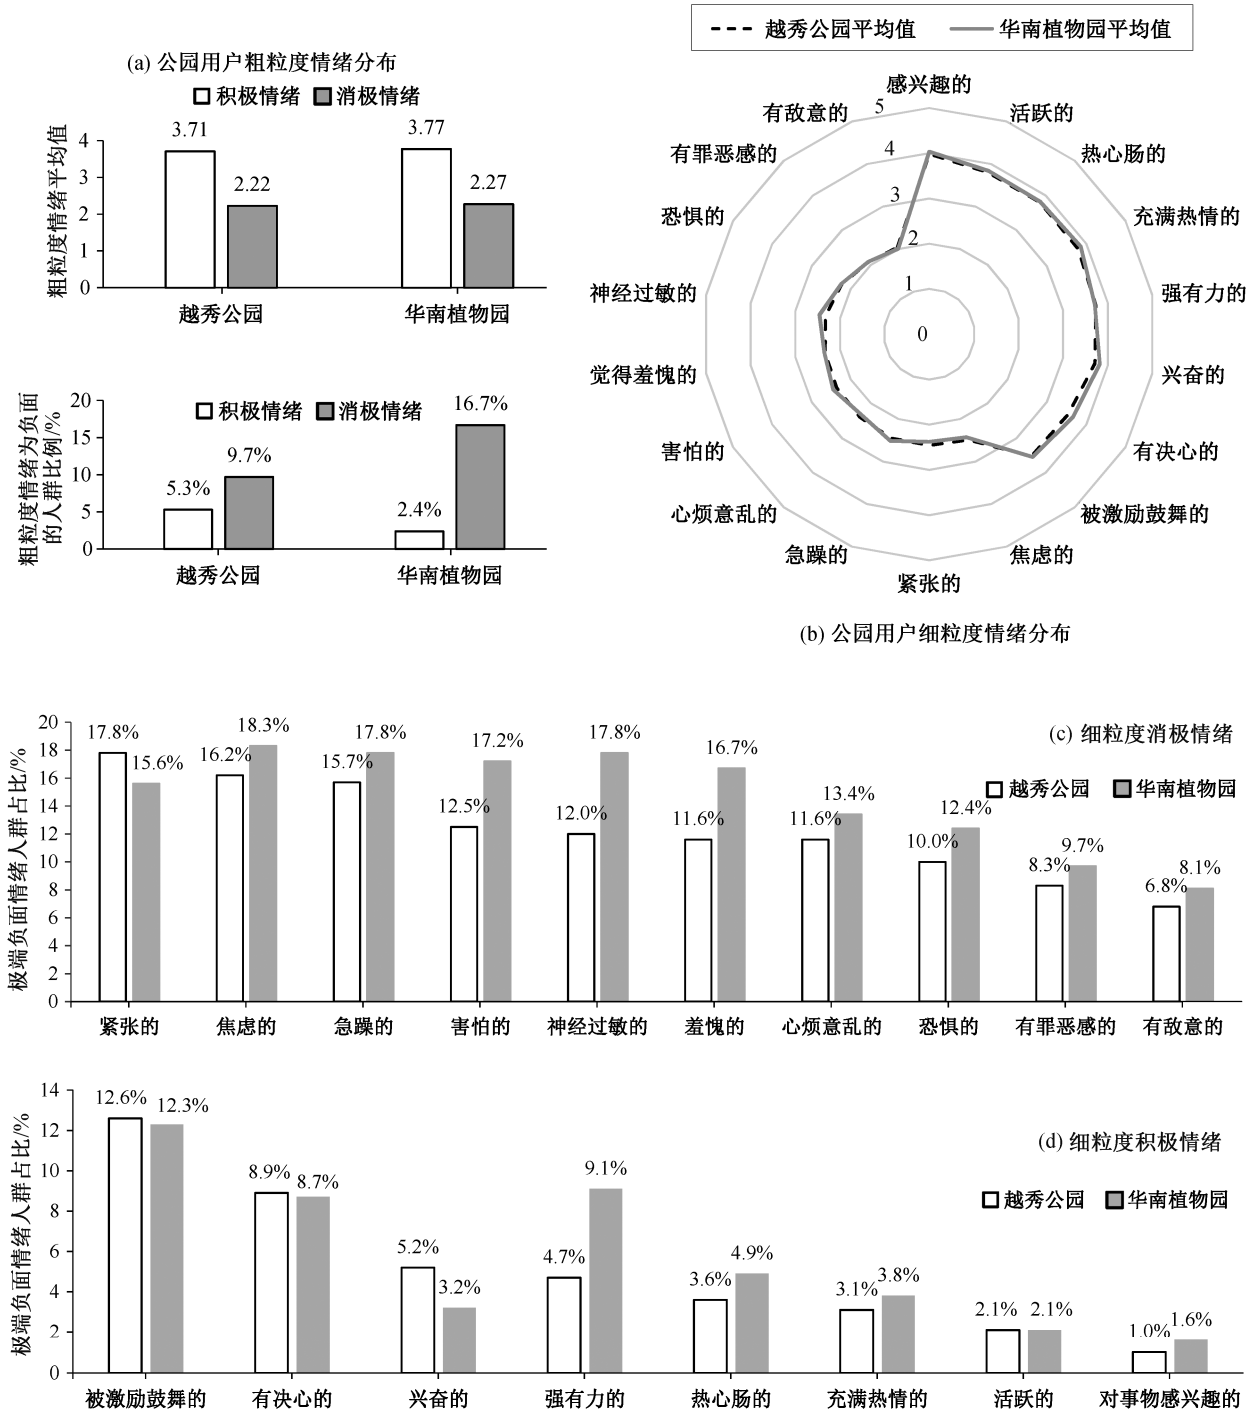 (a) 公园用户粗粒度情绪分布
积极情绪 消极情绪
粗粒度情绪平均值
4
3
2
1
0
3.71 2.22 3.77 2.27
越秀公园 华南植物园
粗粒度情绪为负面
的人群比例/%
20
15
10
5
0
积极情绪 消极情绪
5.3% 9.7% 2.4% 16.7%
越秀公园 华南植物园
越秀公园平均值 华南植物园平均值
感兴趣的
活跃的
热心肠的
充满热情的
强有力的
兴奋的
有决心的
被激励鼓舞的
焦虑的
紧张的
急躁的
心烦意乱的
害怕的
觉得羞愧的
神经过敏的
恐惧的
有罪恶感的
有敌意的
5
4
3
2
1
0
(b) 公园用户细粒度情绪分布
(c) 细粒度消极情绪
越秀公园 华南植物园
极端负面情绪人群占比/%
20
18
16
14
12
10
8
6
4
2
0
17.8% 15.6% 16.2% 18.3% 15.7% 17.8% 12.5% 17.2% 12.0% 17.8% 11.6% 16.7% 11.6% 13.4% 10.0% 12.4% 8.3% 9.7% 6.8% 8.1%
紧张的 焦虑的 急躁的 害怕的 神经过敏的 羞愧的 心烦意乱的 恐惧的 有罪恶感的 有敌意的
(d) 细粒度积极情绪
越秀公园 华南植物园
极端负面情绪人群占比/%
14
12
10
8
6
4
2
0
12.6% 12.3% 8.9% 8.7% 5.2% 3.2% 4.7% 9.1% 3.6% 4.9% 3.1% 3.8% 2.1% 2.1% 1.0% 1.6%
被激励鼓舞的 有决心的 兴奋的 强有力的 热心肠的 充满热情的 活跃的 对事物感兴趣的